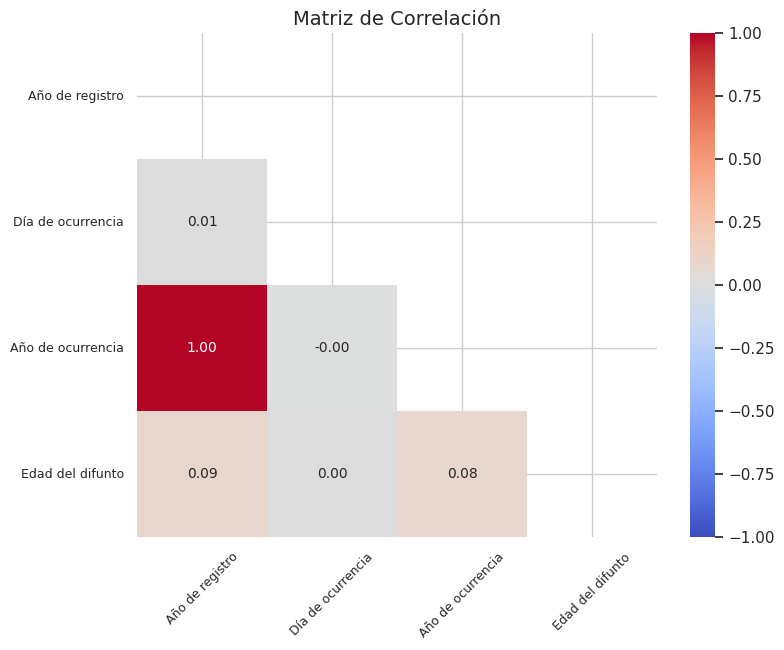 Matriz de Correlación
Año de registro
Día de ocurrencia
0.01
Año de ocurrencia
1.00
-0.00
Edad del difunto
0.09
0.00
0.08
Año de registro
Día de ocurrencia
Año de ocurrencia
Edad del difunto
1.00
0.75
0.50
0.25
0.00
−0.25
−0.50
−0.75
−1.00